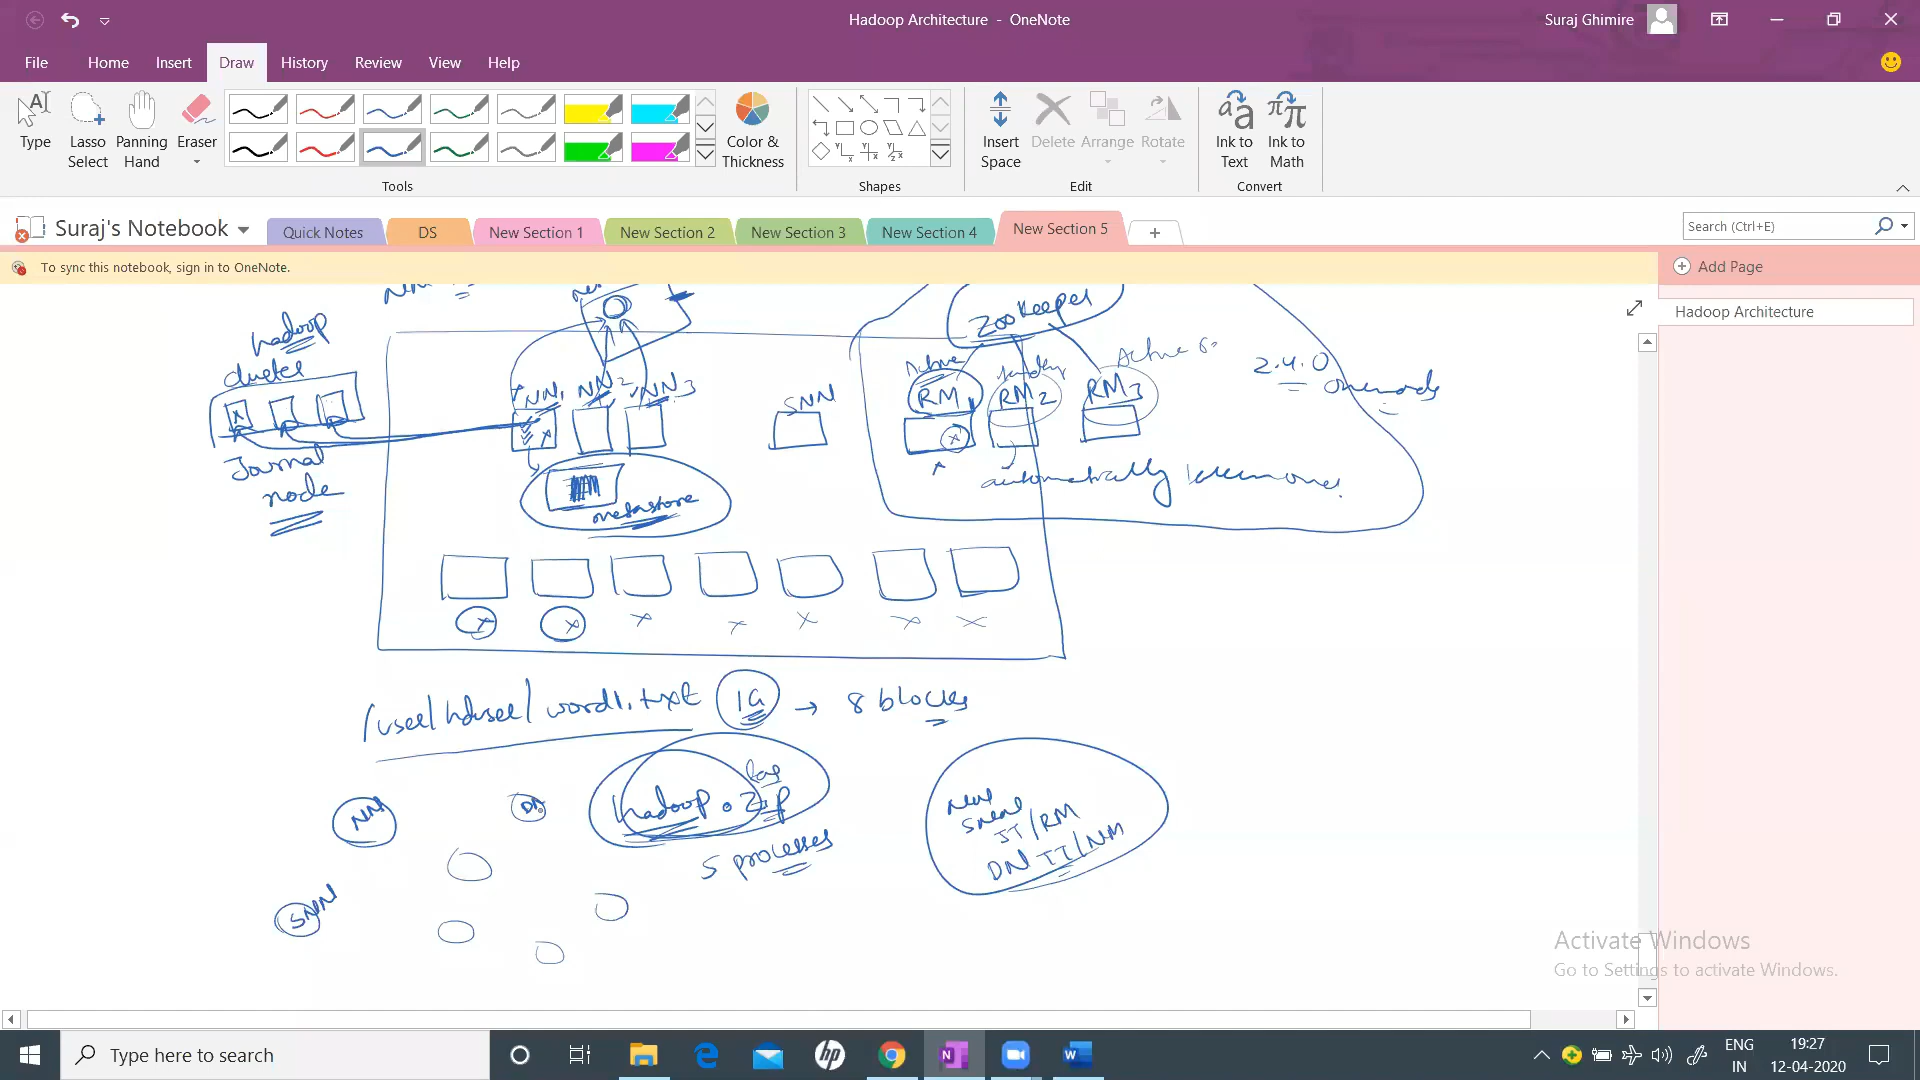 Hadoop Architecture - OneNote
Suraj Ghimire
File Home Insert Draw History Review View Help
Type
Lasso Select
Panning Hand
Eraser
Color & Thickness
Insert Space
Delete
Arrange
Rotate
Ink to Text
Ink to Math
Tools
Shapes
Edit
Convert
Suraj's Notebook
Quick Notes
DS
New Section 1
New Section 2
New Section 3
New Section 4
New Section 5
Search (Ctrl+E)
To sync this notebook, sign in to OneNote.
Add Page
Hadoop Architecture
hadoop
Zookeeper
Active
Active
2.4.0
onwards
NN1 NN2 NN3
SNN
RM1 RM2 RM3
Journal
node
metastore
automatically
x x x x x x x
/user/hduser/word1.txt 1G → 8 blocks
NN
DN
hadoop.zip
5 processes
JT/RM
DN TT/NM
SNN
Activate Windows
Go to Settings to activate Windows.
Type here to search
ENG
IN
19:27
12-04-2020